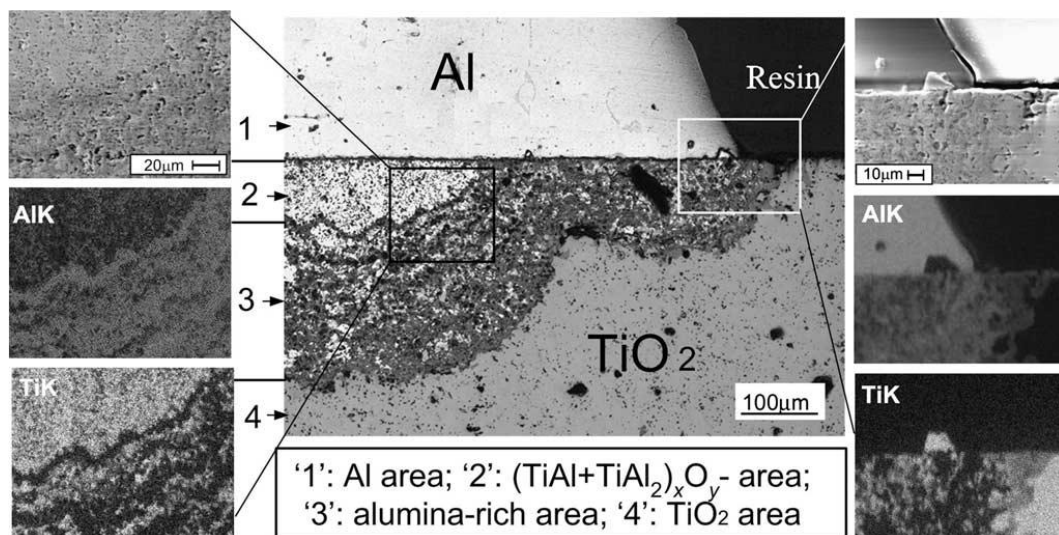 20μm
AlK
TiK
1
2
3
4
Al
Resin
TiO2
100μm
10μm
AlK
TiK
‘1’: Al area; ‘2’: (TiAl+TiAl2)xOy- area;
‘3’: alumina-rich area; ‘4’: TiO2 area